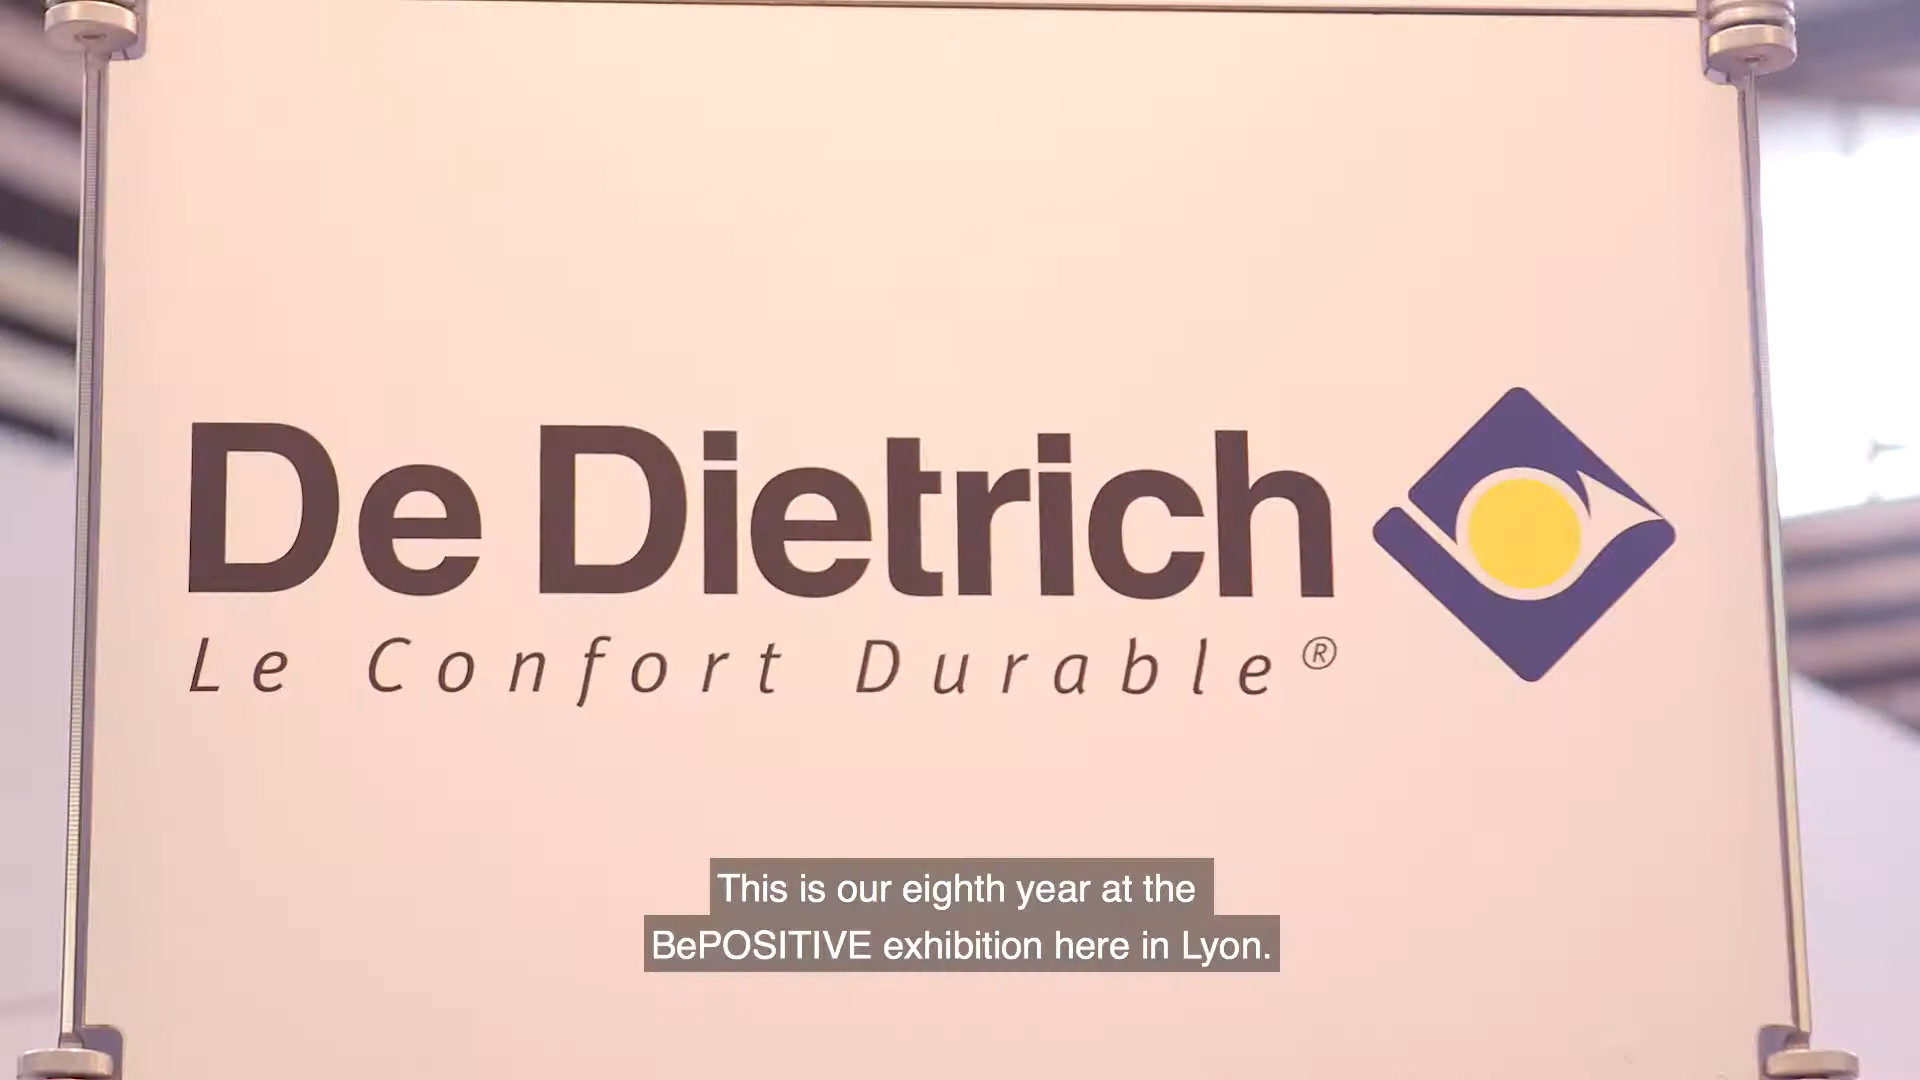 De Dietrich
Le Confort Durable®
This is our eighth year at the
BePOSITIVE exhibition here in Lyon.